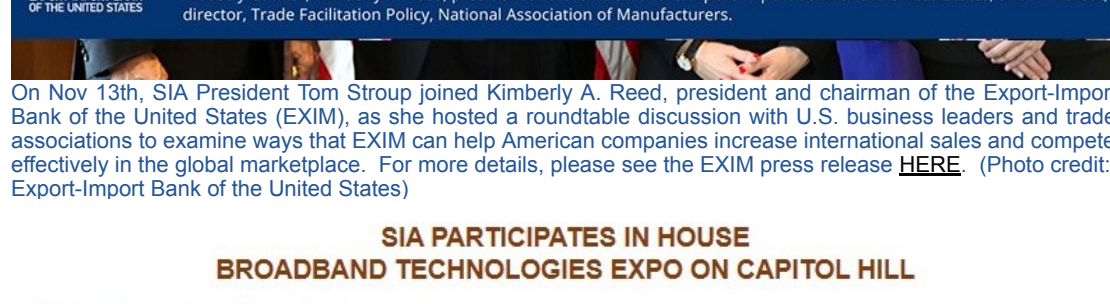 OF THE UNITED STATES
director, Trade Facilitation Policy, National Association of Manufacturers.
On Nov 13th, SIA President Tom Stroup joined Kimberly A. Reed, president and chairman of the Export-Impor
Bank of the United States (EXIM), as she hosted a roundtable discussion with U.S. business leaders and trade
associations to examine ways that EXIM can help American companies increase international sales and compete
effectively in the global marketplace. For more details, please see the EXIM press release HERE. (Photo credit:
Export-Import Bank of the United States)
SIA PARTICIPATES IN HOUSE
BROADBAND TECHNOLOGIES EXPO ON CAPITOL HILL